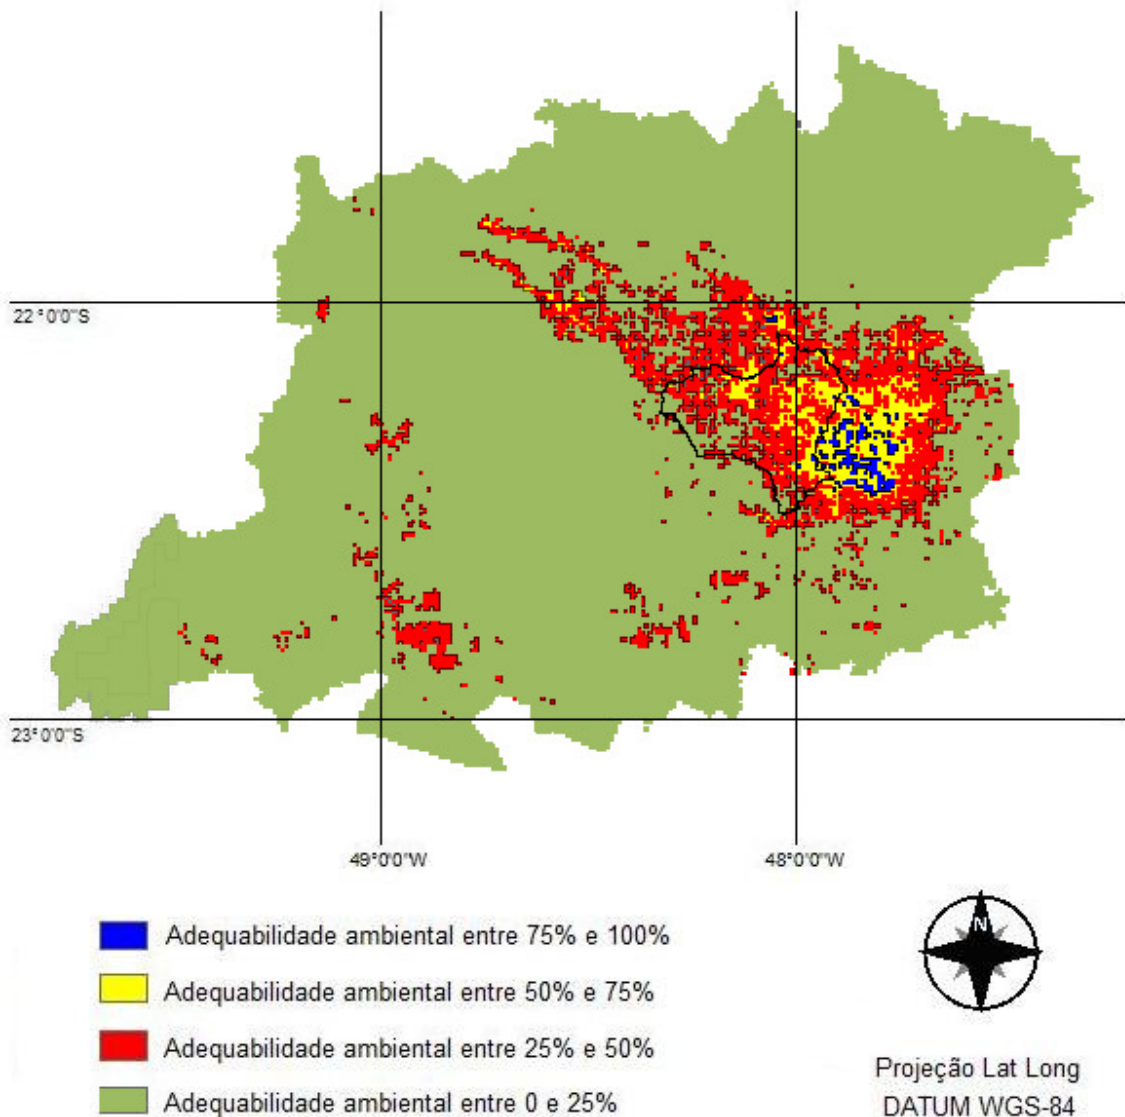 22°0'0"S
23°0'0"S
49°0'0"W
48°0'0"W
Adequabilidade ambiental entre 75% e 100%
Adequabilidade ambiental entre 50% e 75%
Adequabilidade ambiental entre 25% e 50%
Adequabilidade ambiental entre 0 e 25%
N
Projeção Lat Long
DATUM WGS-84